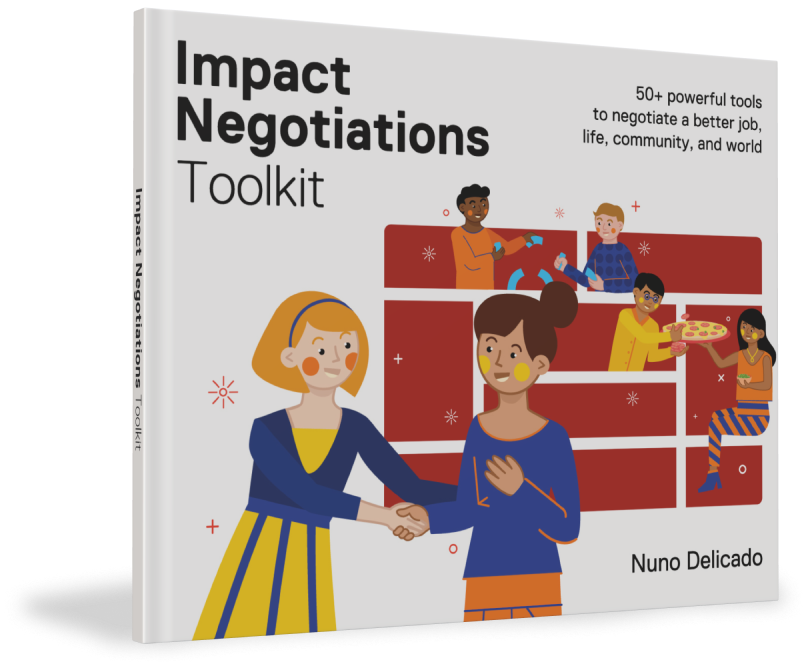 Impact
Negotiations
Toolkit
50+ powerful tools
to negotiate a better job,
life, community, and world
Nuno Delicado
Impact Negotiations Toolkit